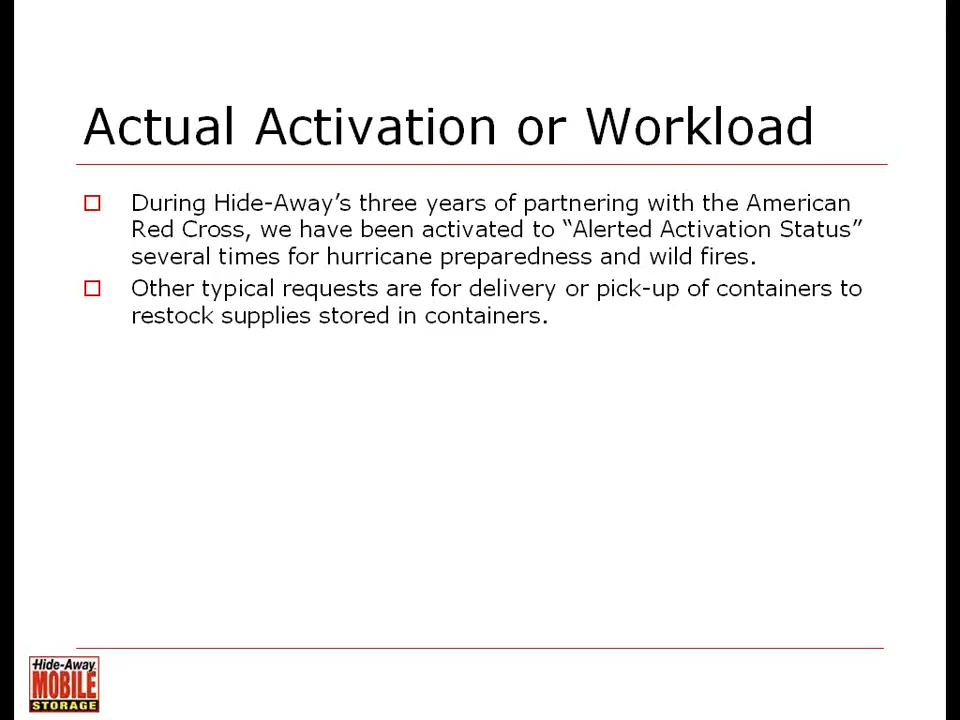 Actual Activation or Workload
During Hide-Away’s three years of partnering with the American
Red Cross, we have been activated to “Alerted Activation Status”
several times for hurricane preparedness and wild fires.
Other typical requests are for delivery or pick-up of containers to
restock supplies stored in containers.
Hide-Away
MOBILE
STORAGE